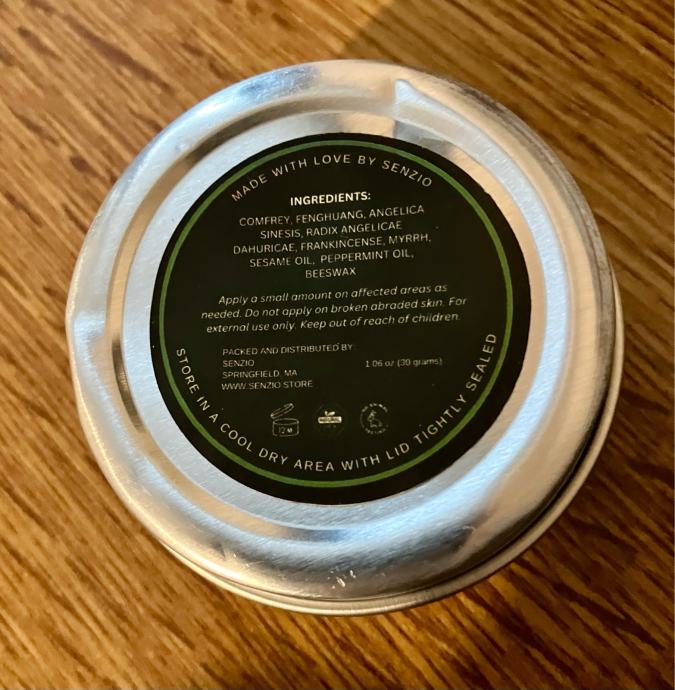 MADE WITH LOVE BY SENZIO
INGREDIENTS:
COMFREY, FENGHUANG, ANGELICA
SINESIS, RADIX ANGELICAE
DAHURICAE, FRANKINCENSE, MYRRH,
SESAME OIL, PEPPERMINT OIL,
BEESWAX
Apply a small amount on affected areas as
needed. Do not apply on broken abraded skin. For
external use only. Keep out of reach of children.
PACKED AND DISTRIBUTED BY:
SENZIO
1.06 oz (30 grams)
SPRINGFIELD, MA
WWW.SENZIO.STORE
12 M
STORE IN A COOL DRY AREA WITH LID TIGHTLY SEALED